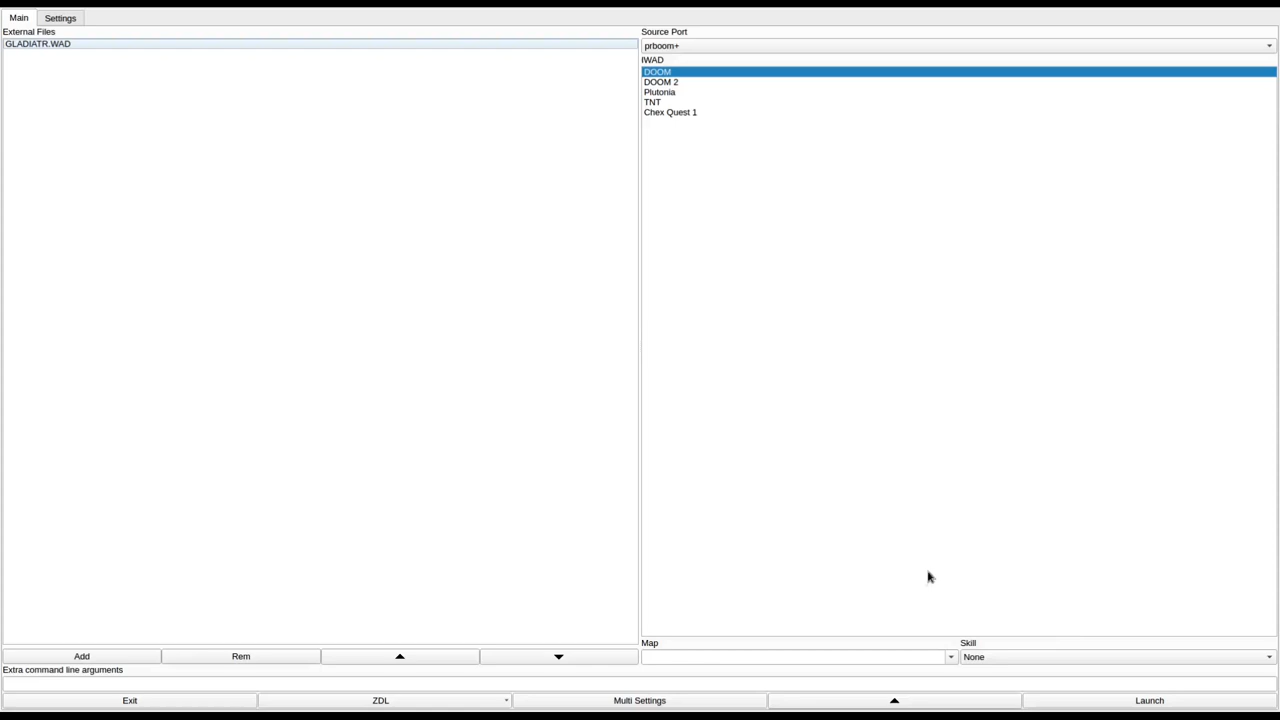 Main
Settings
External Files
GLADIATR.WAD
Source Port
prboom+
IWAD
DOOM
DOOM 2
Plutonia
TNT
Chex Quest 1
Add
Rem
Map
Skill
None
Extra command line arguments
Exit
ZDL
Multi Settings
Launch